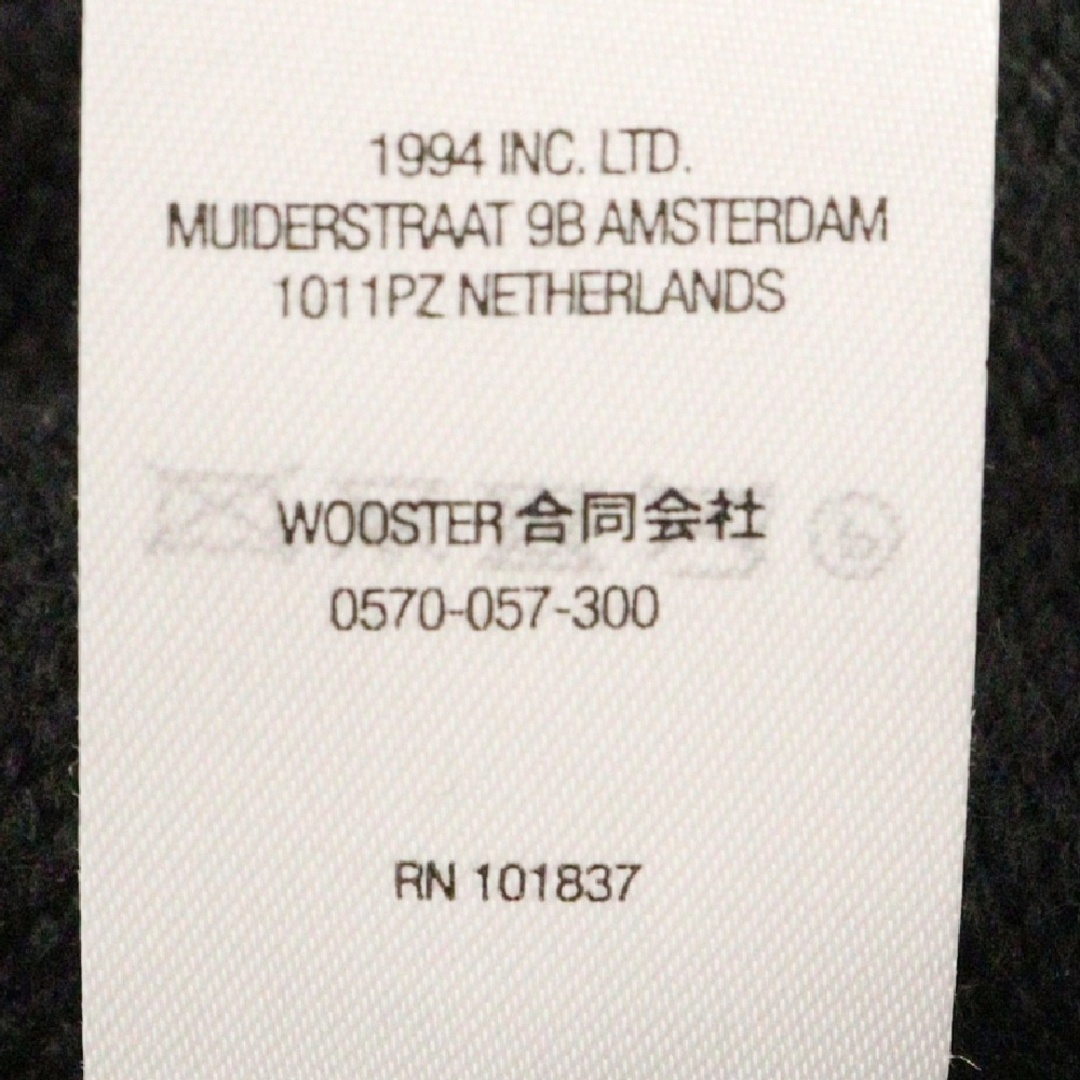 1994 INC. LTD.
MUIDERSTRAAT 9B AMSTERDAM
1011PZ NETHERLANDS
WOOSTER 合同会社
0570-057-300
RN 101837